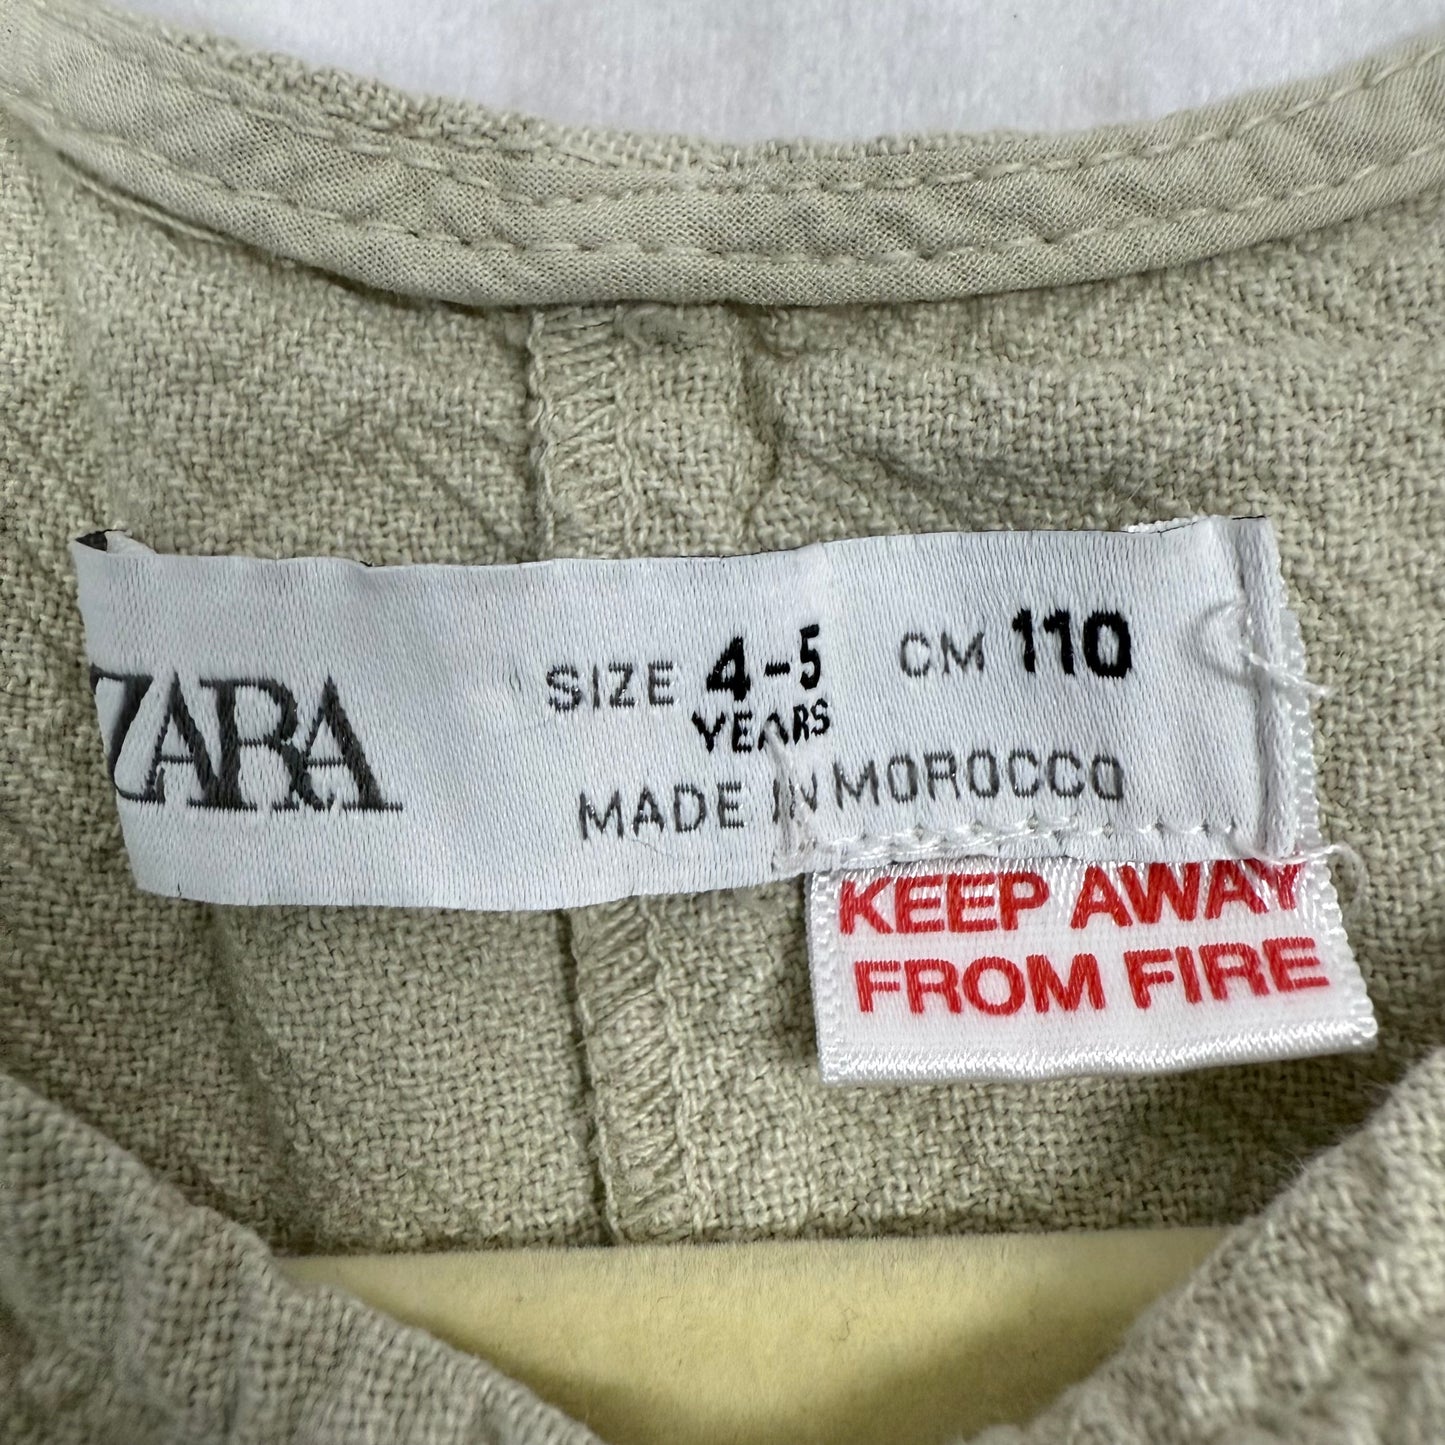 ZARA
SIZE 4-5 CM 110
YEARS
MADE IN MOROCCO
KEEP AWAY
FROM FIRE